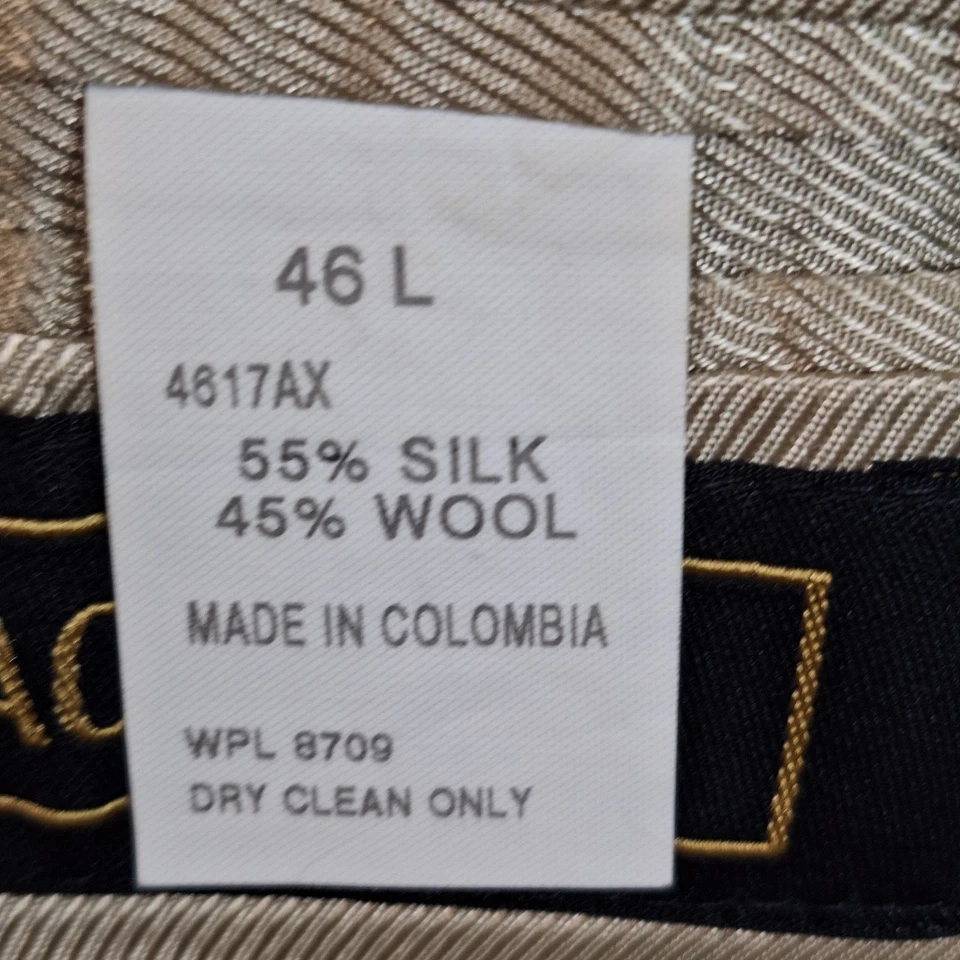 46 L
4617AX
55% SILK
45% WOOL
MADE IN COLOMBIA
WPL 8709
DRY CLEAN ONLY